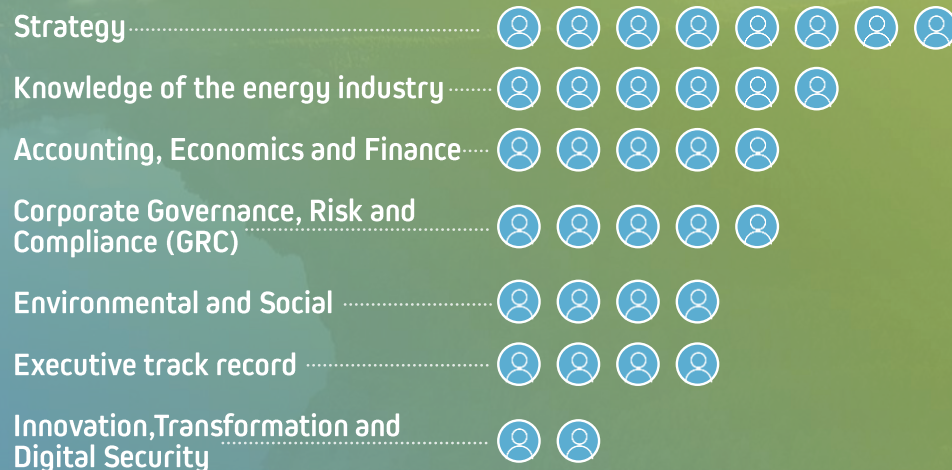 Strategy
Knowledge of the energy industry
Accounting, Economics and Finance
Corporate Governance, Risk and
Compliance (GRC)
Environmental and Social
Executive track record
Innovation,Transformation and
Digital Security